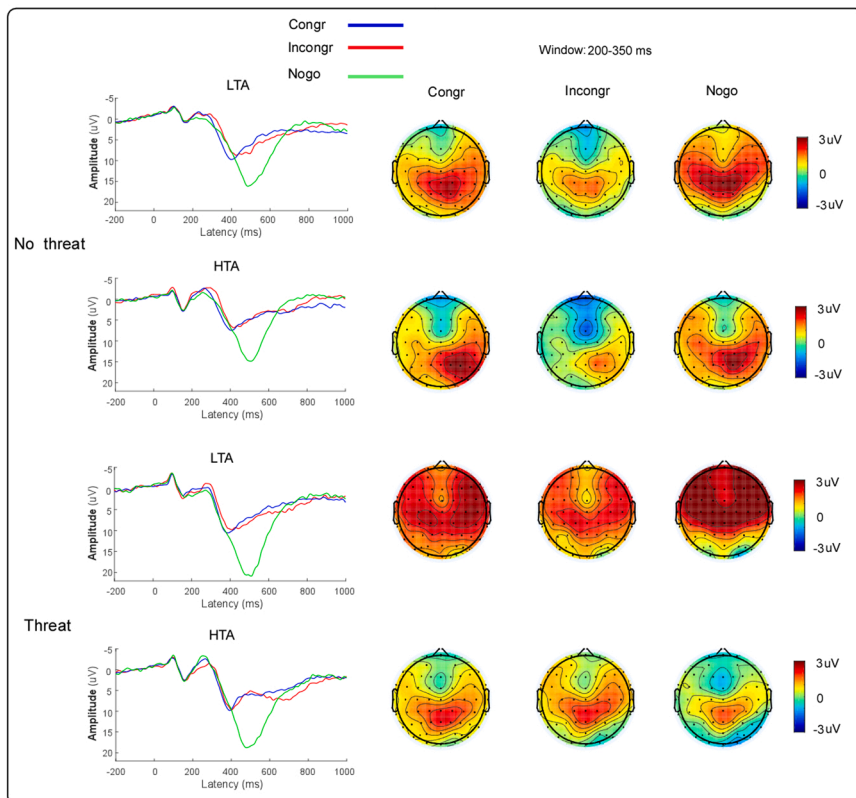 Congr
Incongr
Nogo
Window: 200-350 ms
LTA
Congr
Incongr
Nogo
-5
0
5
10
15
20
Amplitude (uV)
-200 0 200 400 600 800 1000
Latency (ms)
3uV
0
-3uV
No threat
HTA
-5
0
5
10
15
20
Amplitude (uV)
-200 0 200 400 600 800 1000
Latency (ms)
3uV
0
-3uV
LTA
-5
0
5
10
15
20
Amplitude (uV)
-200 0 200 400 600 800 1000
Latency (ms)
3uV
0
-3uV
Threat
HTA
-5
0
5
10
15
20
Amplitude (uV)
-200 0 200 400 600 800 1000
Latency (ms)
3uV
0
-3uV